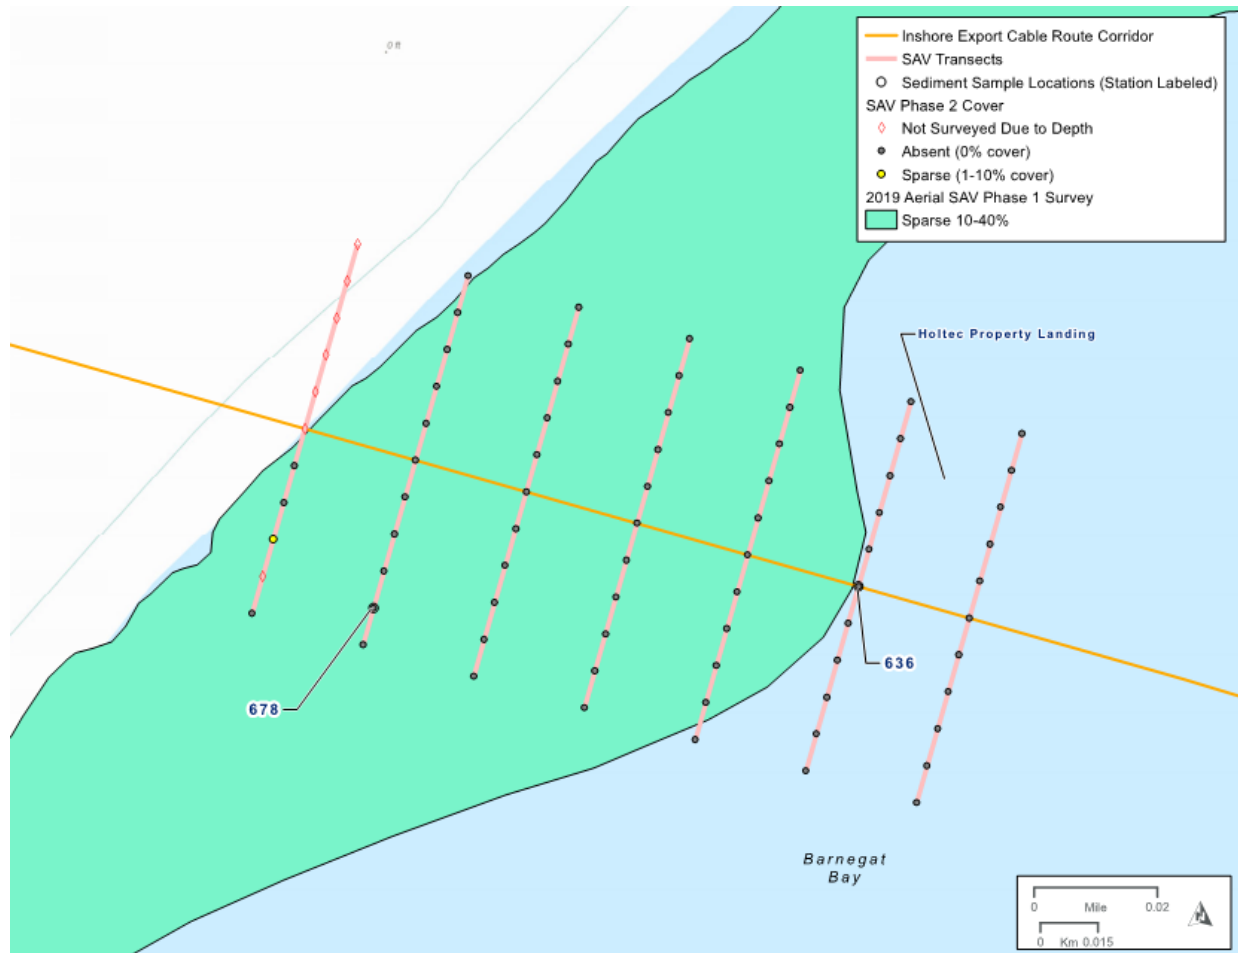 0 ft
Inshore Export Cable Route Corridor
SAV Transects
Sediment Sample Locations (Station Labeled)
SAV Phase 2 Cover
Not Surveyed Due to Depth
Absent (0% cover)
Sparse (1-10% cover)
2019 Aerial SAV Phase 1 Survey
Sparse 10-40%
Holtec Property Landing
636
678
Barnegat
Bay
0 Mile 0.02
0 Km 0.015